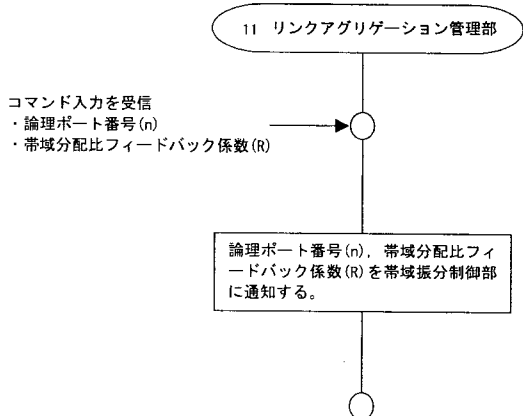 11 リンクアグリゲーション管理部
コマンド入力を受信
・論理ポート番号(n)
・帯域分配比フィードバック係数(R)
論理ポート番号(n), 帯域分配比フィ
ードバック係数(R)を帯域振分制御部
に通知する。